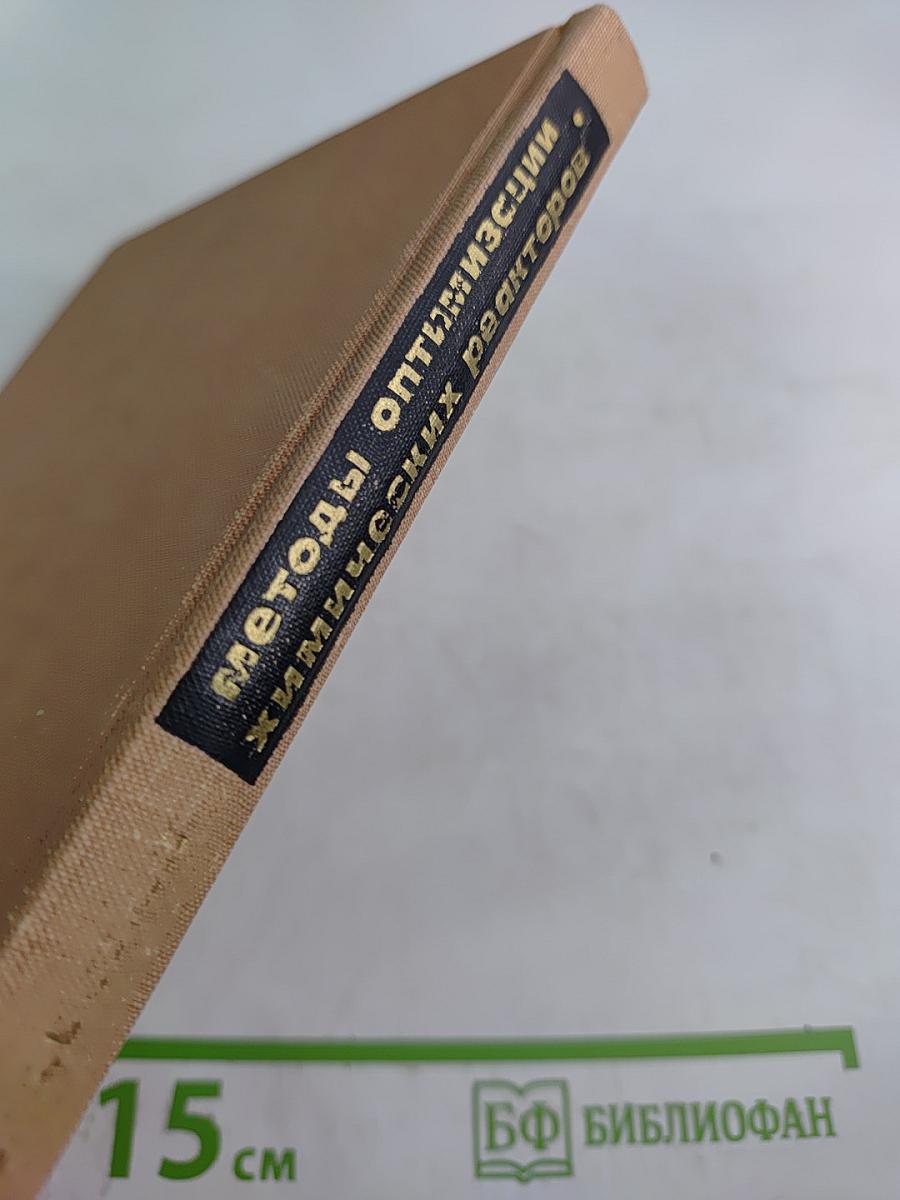 методы оптимизации
химических реакторов
15 см
БФ БИБЛИОФАН